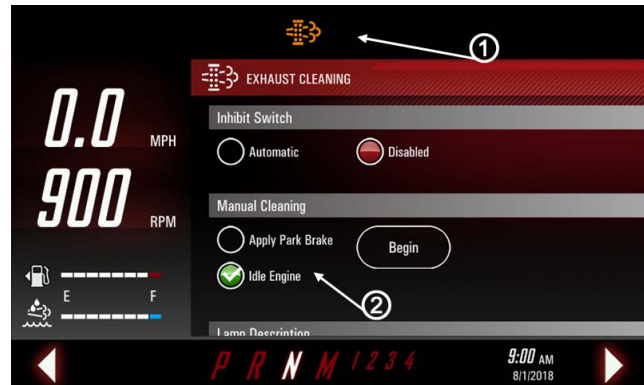 1
EXHAUST CLEANING
Inhibit Switch
Automatic Disabled
0.0 MPH
Manual Cleaning
900 RPM
Apply Park Brake Begin
Idle Engine
E F
2
Lamp Description
P R N M 1 2 3 4
9:00 AM
8/1/2018